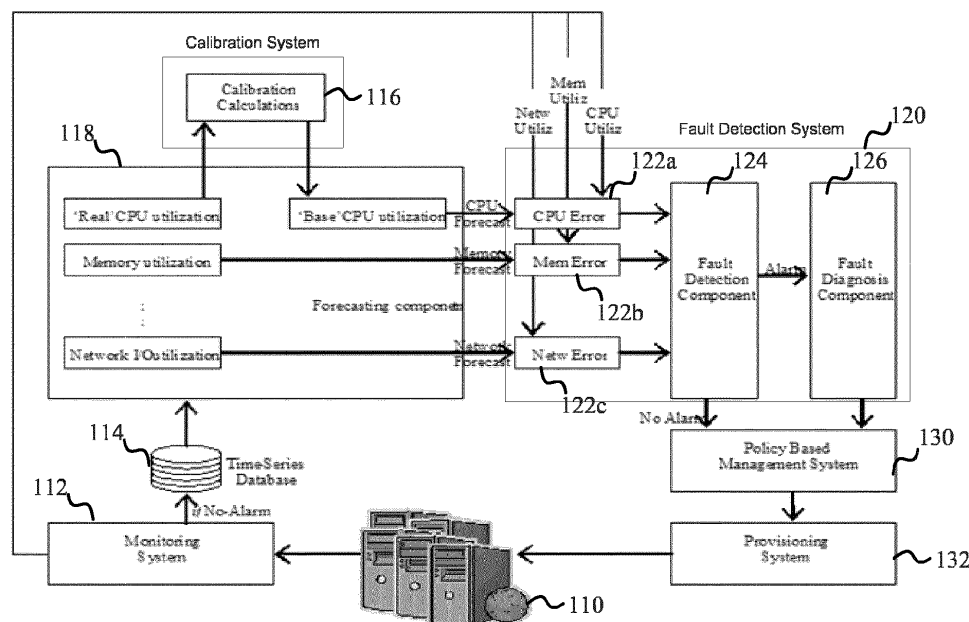 Calibration System
Calibration
Calculations
116
Mem
Utiliz
Netw
Utiliz
CPU
Utiliz
Fault Detection System
120
118
122a
124
126
'Real' CPU utilization
'Base' CPU utilization
CPU
Forecast
CPU Error
Memory utilization
Memory
Forecast
Mem Error
Fault
Detection
Component
Alarm
Fault
Diagnosis
Component
122b
Forecasting component
Network I/Outilization
Network
Forecast
Netw Error
122c
No Alarm
114
Time-Series
Database
Policy Based
Management System
130
112
if No-Alarm
Monitoring
System
Provisioning
System
132
110